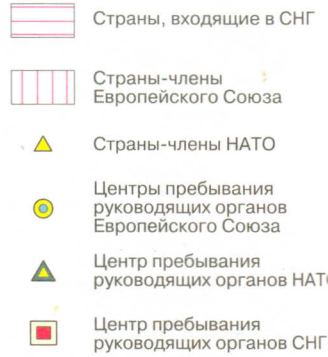 Страны, входящие в СНГ
Страны-члены
Европейского Союза
Страны-члены НАТО
Центры пребывания
руководящих органов
Европейского Союза
Центр пребывания
руководящих органов НАТО
Центр пребывания
руководящих органов СНГ